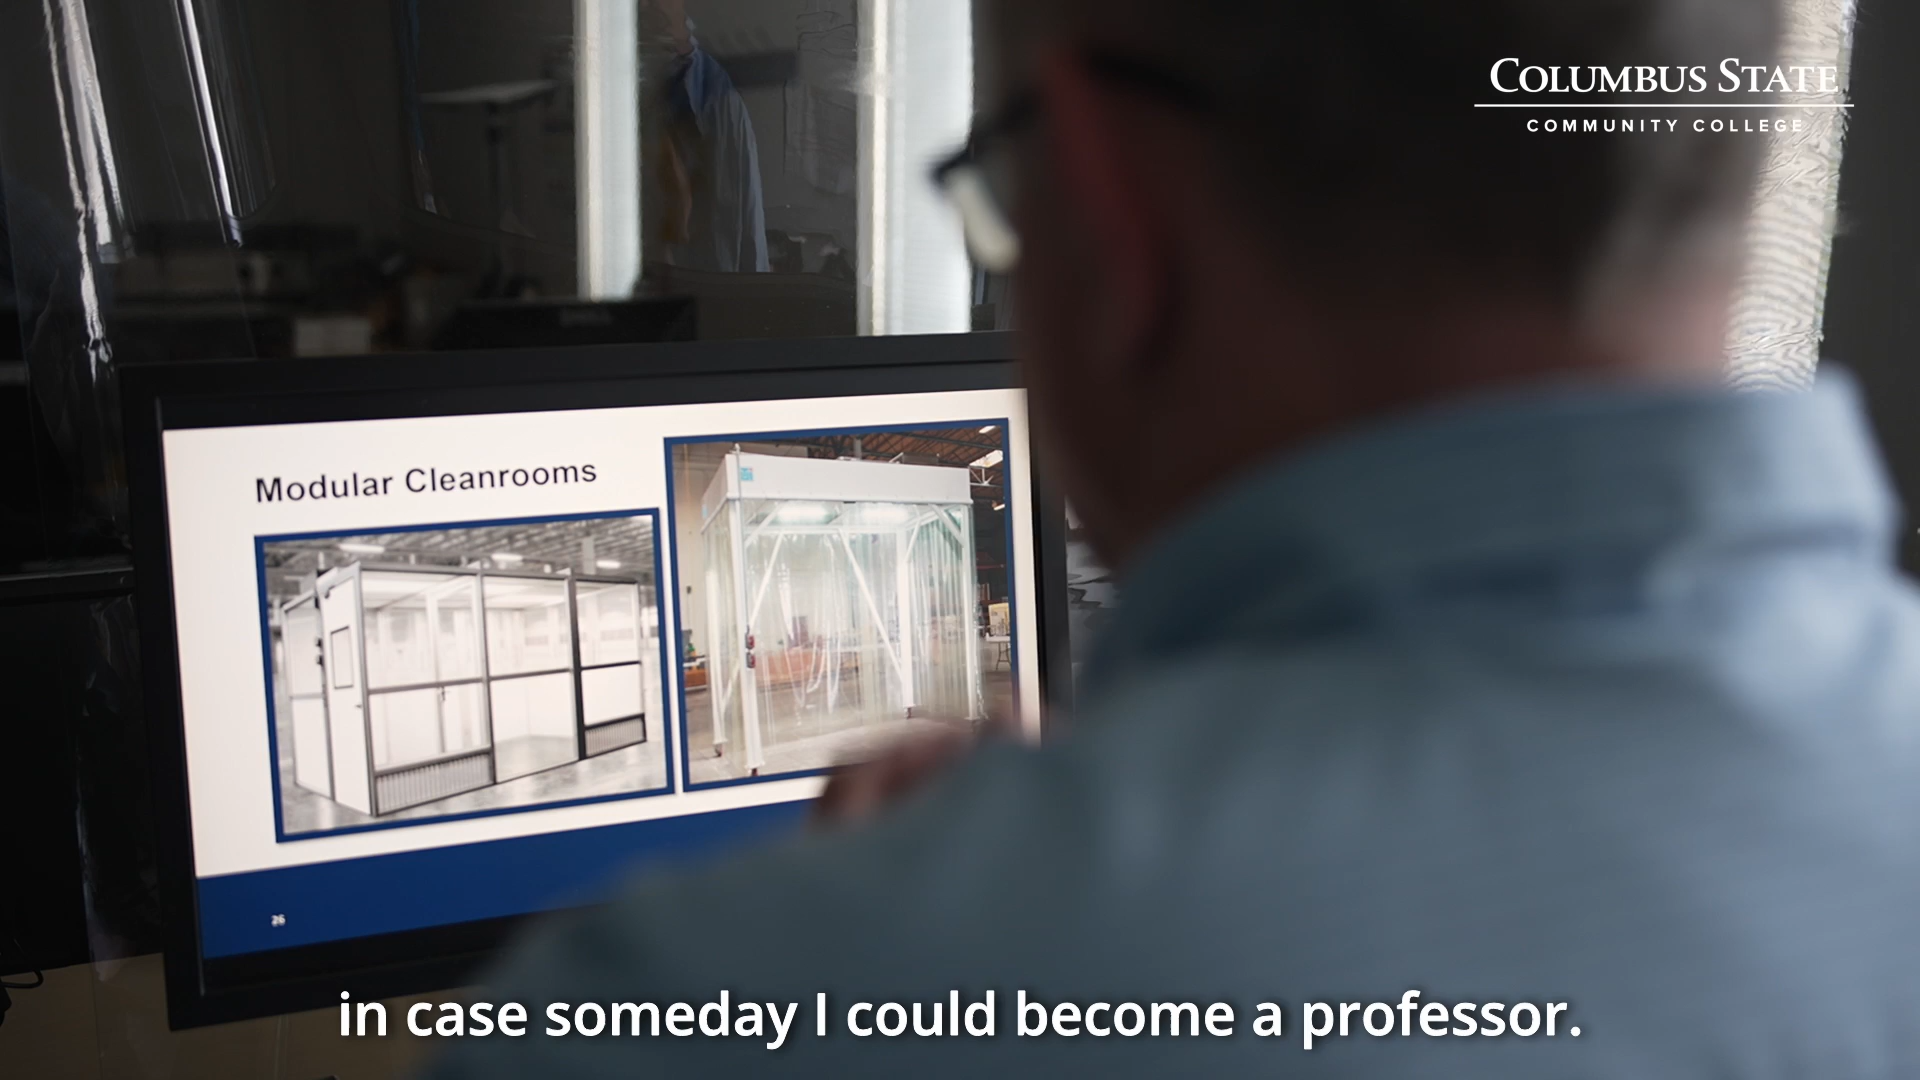 COLUMBUS STATE
COMMUNITY COLLEGE
Modular Cleanrooms
26
in case someday I could become a professor.